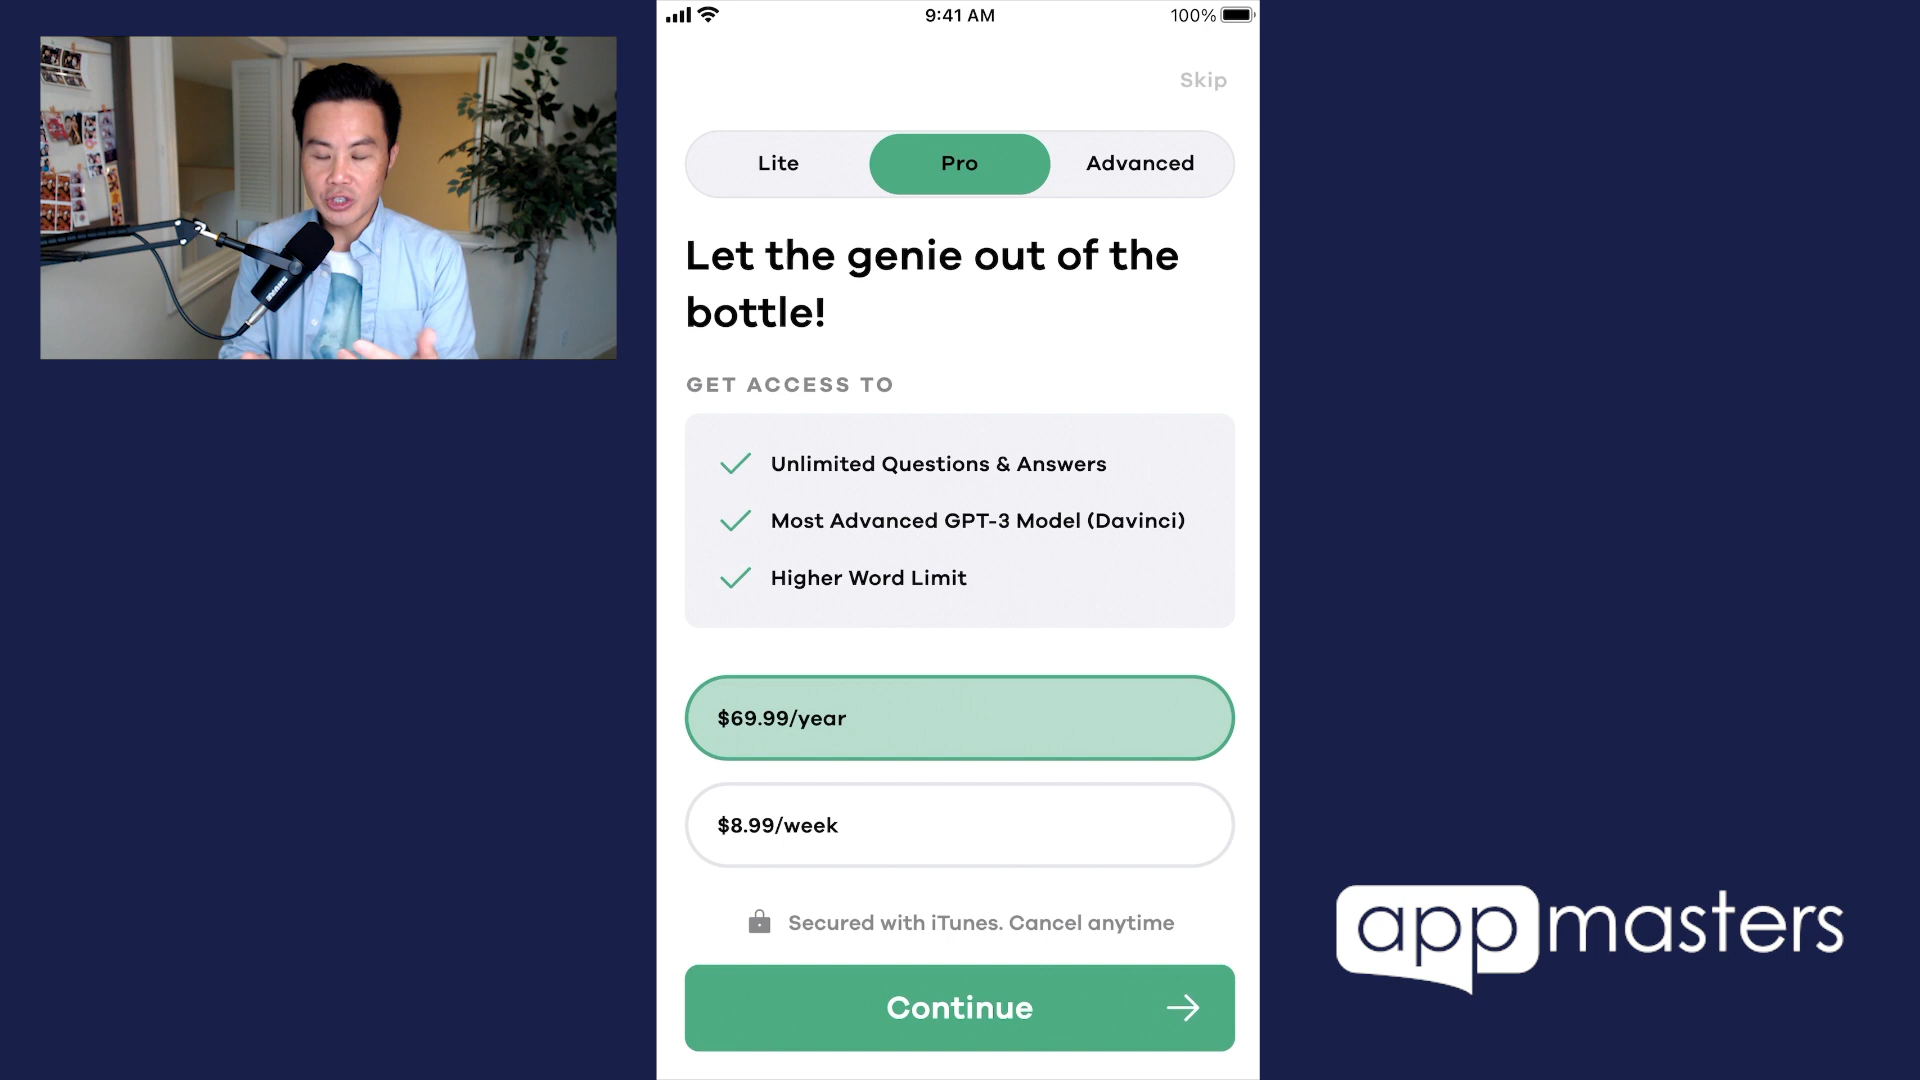 9:41 AM
100%
Skip
Lite
Pro
Advanced
Let the genie out of the
bottle!
GET ACCESS TO
Unlimited Questions & Answers
Most Advanced GPT-3 Model (Davinci)
Higher Word Limit
$69.99/year
$8.99/week
Secured with iTunes. Cancel anytime
Continue
SHURE
appmasters